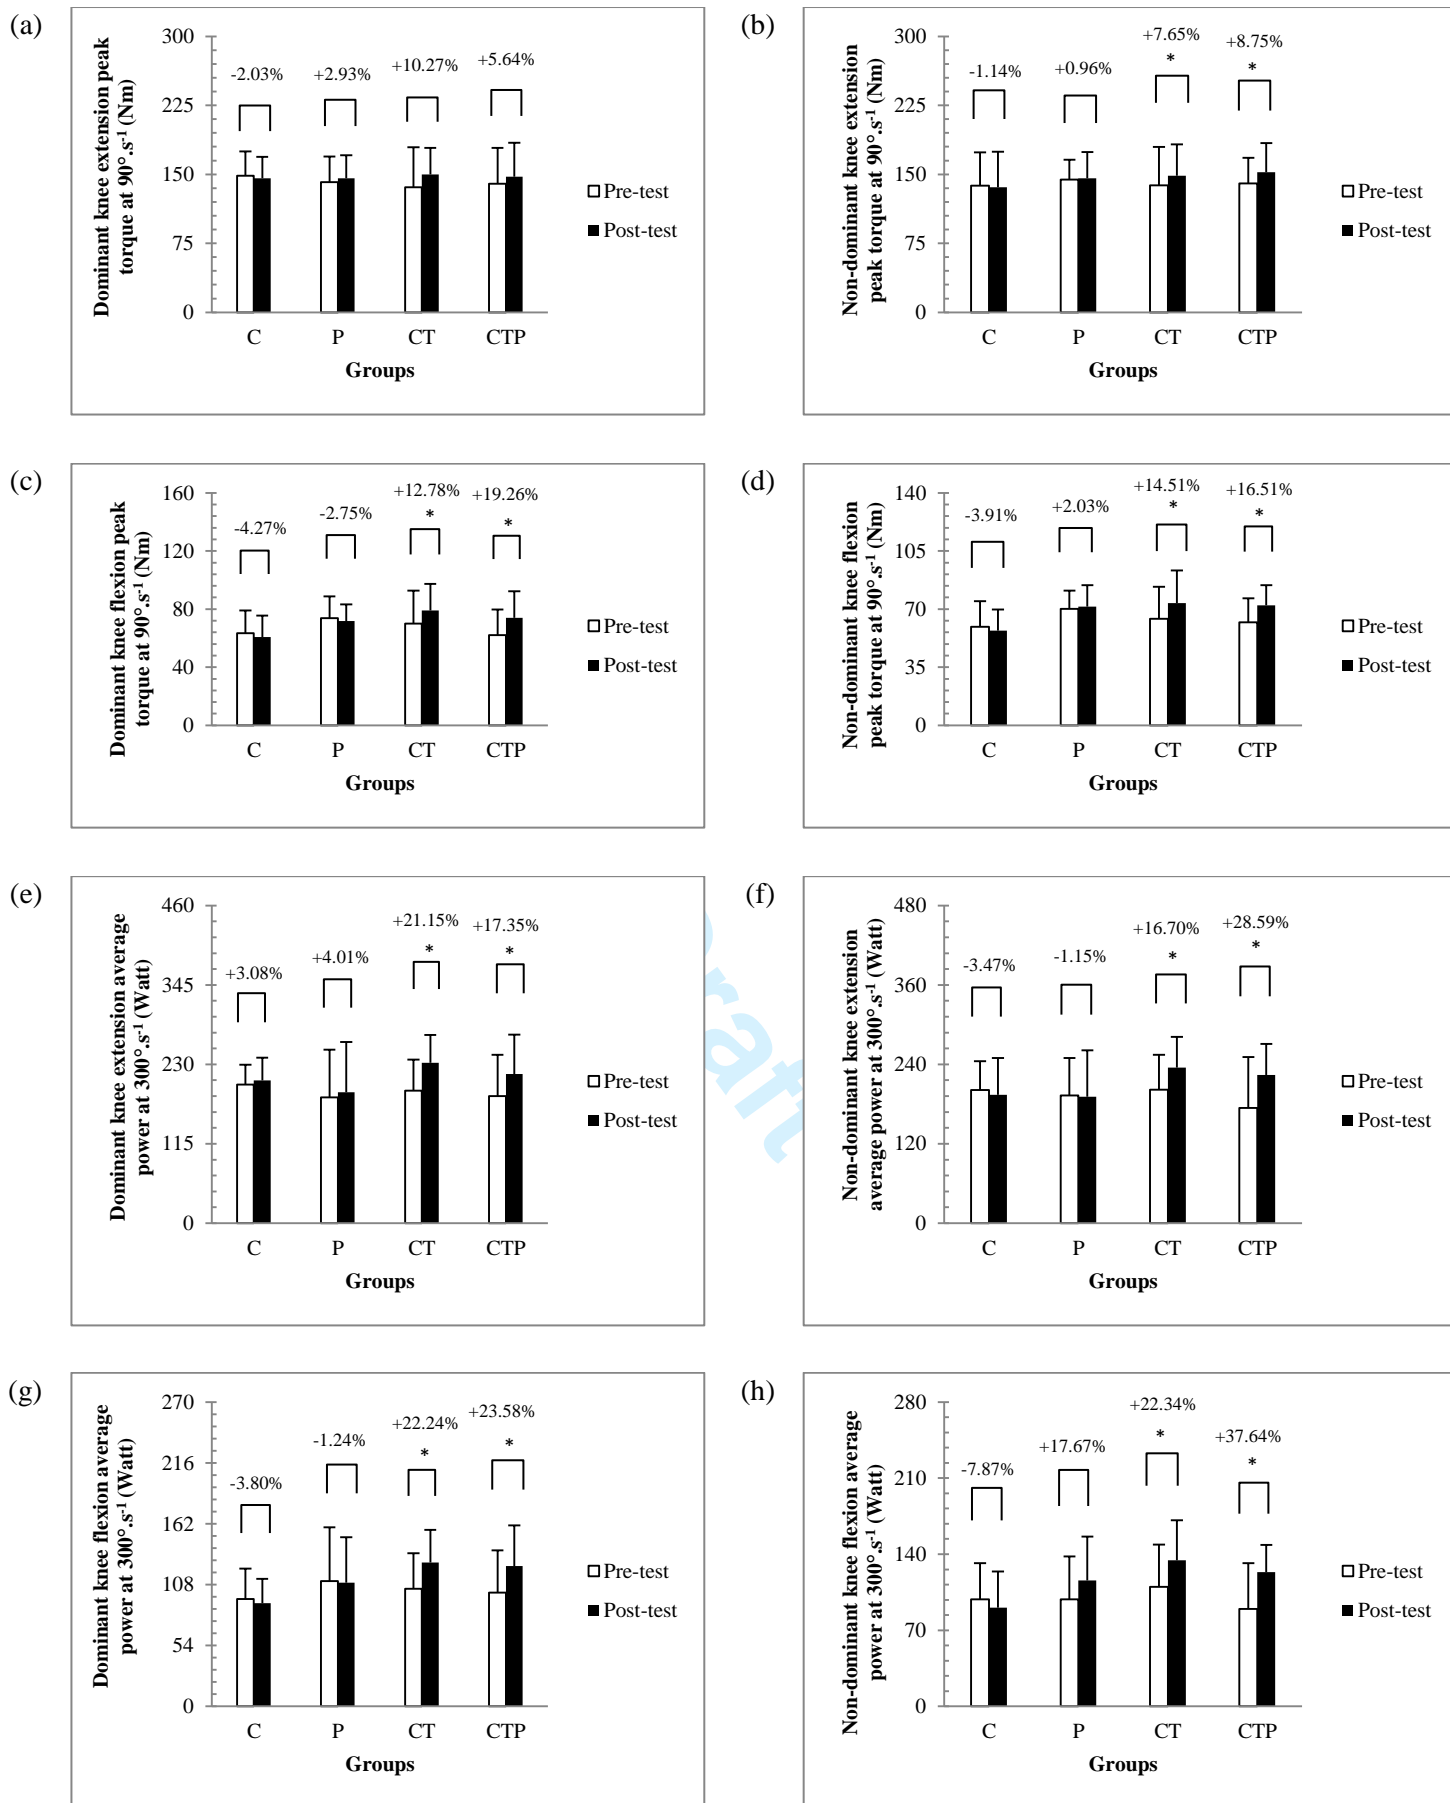 (a)
300
225
150
75
0
Dominant knee extension peak
torque at 90°.s-1 (Nm)
-2.03%
+2.93%
+10.27%
+5.64%
C P CT CTP
Groups
Pre-test
Post-test
(b)
300
225
150
75
0
Non-dominant knee extension
peak torque at 90°.s-1 (Nm)
-1.14%
+0.96%
+7.65%
*
+8.75%
*
C P CT CTP
Groups
Pre-test
Post-test
(c)
160
120
80
40
0
Dominant knee flexion peak
torque at 90°.s-1 (Nm)
-4.27%
-2.75%
+12.78%
*
+19.26%
*
C P CT CTP
Groups
Pre-test
Post-test
(d)
140
105
70
35
0
Non-dominant knee flexion
peak torque at 90°.s-1 (Nm)
-3.91%
+2.03%
+14.51%
*
+16.51%
*
C P CT CTP
Groups
Pre-test
Post-test
(e)
460
345
230
115
0
Dominant knee extension average
power at 300°.s-1 (Watt)
+3.08%
+4.01%
+21.15%
*
+17.35%
*
C P CT CTP
Groups
Pre-test
Post-test
(f)
480
360
240
120
0
Non-dominant knee extension
average power at 300°.s-1 (Watt)
-3.47%
-1.15%
+16.70%
*
+28.59%
*
C P CT CTP
Groups
Pre-test
Post-test
(g)
270
216
162
108
54
0
Dominant knee flexion average
power at 300°.s-1 (Watt)
-3.80%
-1.24%
+22.24%
*
+23.58%
*
C P CT CTP
Groups
Pre-test
Post-test
(h)
280
210
140
70
0
Non-dominant knee flexion average
power at 300°.s-1 (Watt)
-7.87%
+17.67%
+22.34%
*
+37.64%
*
C P CT CTP
Groups
Pre-test
Post-test
Draft